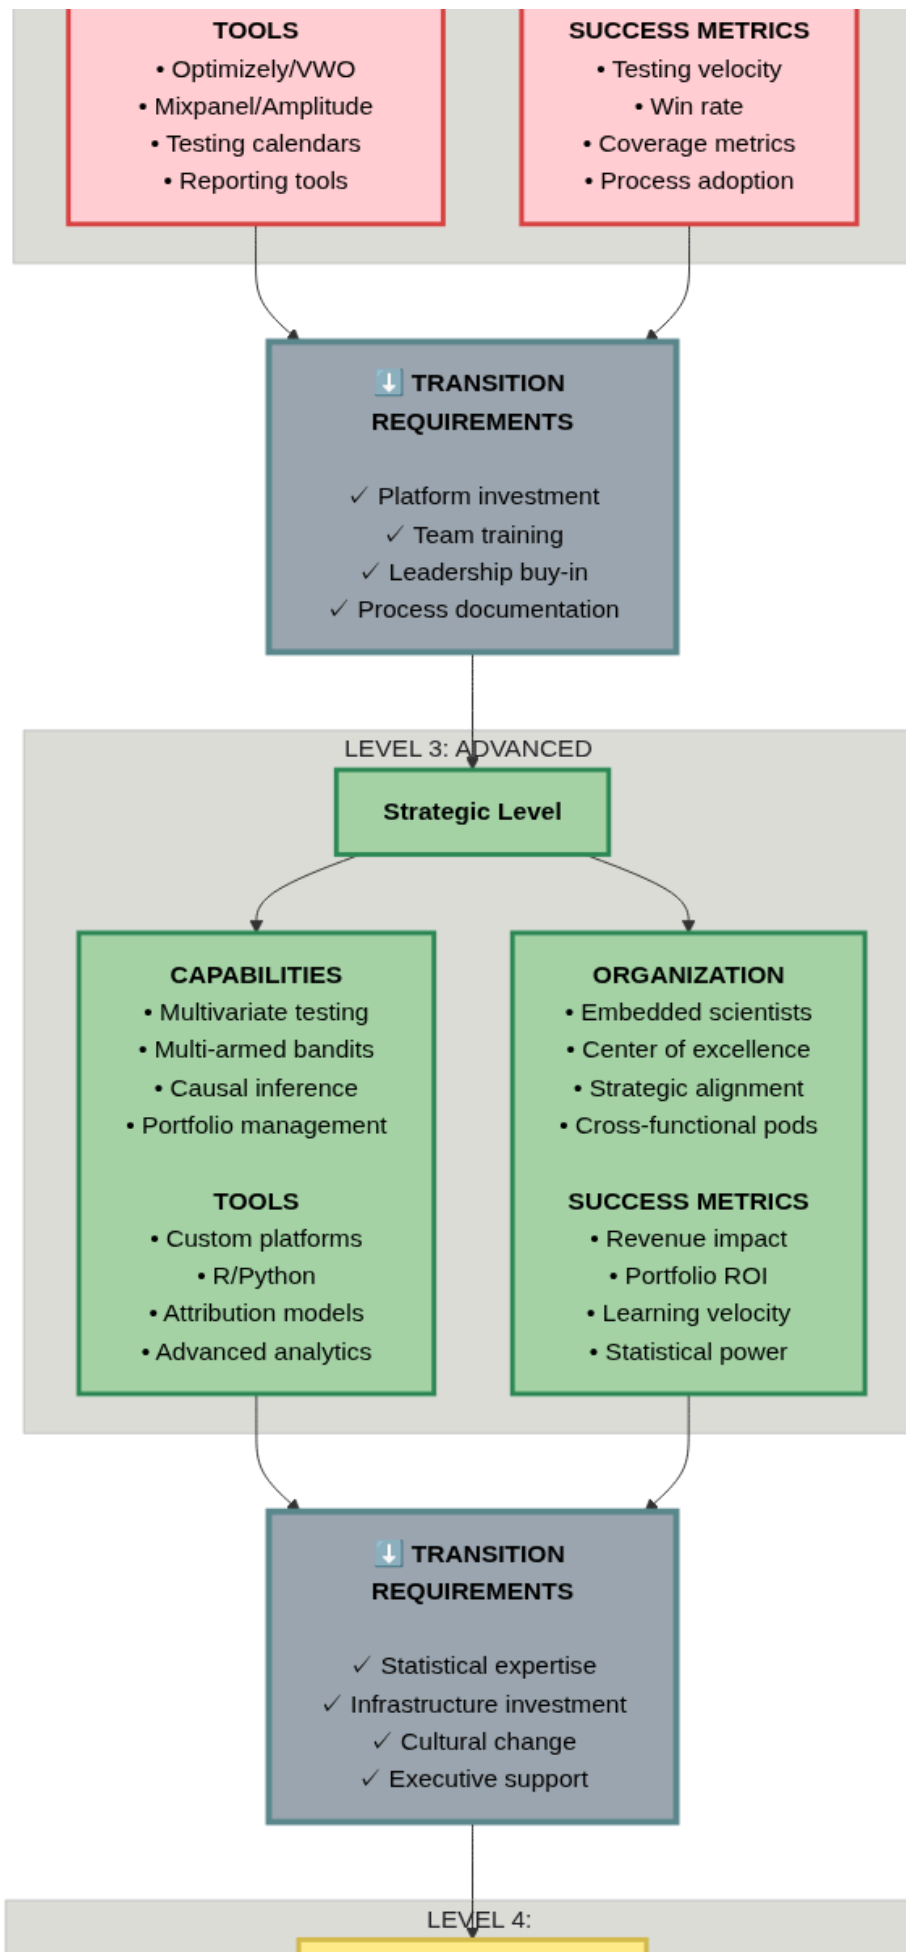 TOOLS
• Optimizely/VWO
• Mixpanel/Amplitude
• Testing calendars
• Reporting tools
SUCCESS METRICS
• Testing velocity
• Win rate
• Coverage metrics
• Process adoption
⬇️ TRANSITION
REQUIREMENTS
✓ Platform investment
✓ Team training
✓ Leadership buy-in
✓ Process documentation
LEVEL 3: ADVANCED
Strategic Level
CAPABILITIES
• Multivariate testing
• Multi-armed bandits
• Causal inference
• Portfolio management
TOOLS
• Custom platforms
• R/Python
• Attribution models
• Advanced analytics
ORGANIZATION
• Embedded scientists
• Center of excellence
• Strategic alignment
• Cross-functional pods
SUCCESS METRICS
• Revenue impact
• Portfolio ROI
• Learning velocity
• Statistical power
⬇️ TRANSITION
REQUIREMENTS
✓ Statistical expertise
✓ Infrastructure investment
✓ Cultural change
✓ Executive support
LEVEL 4: